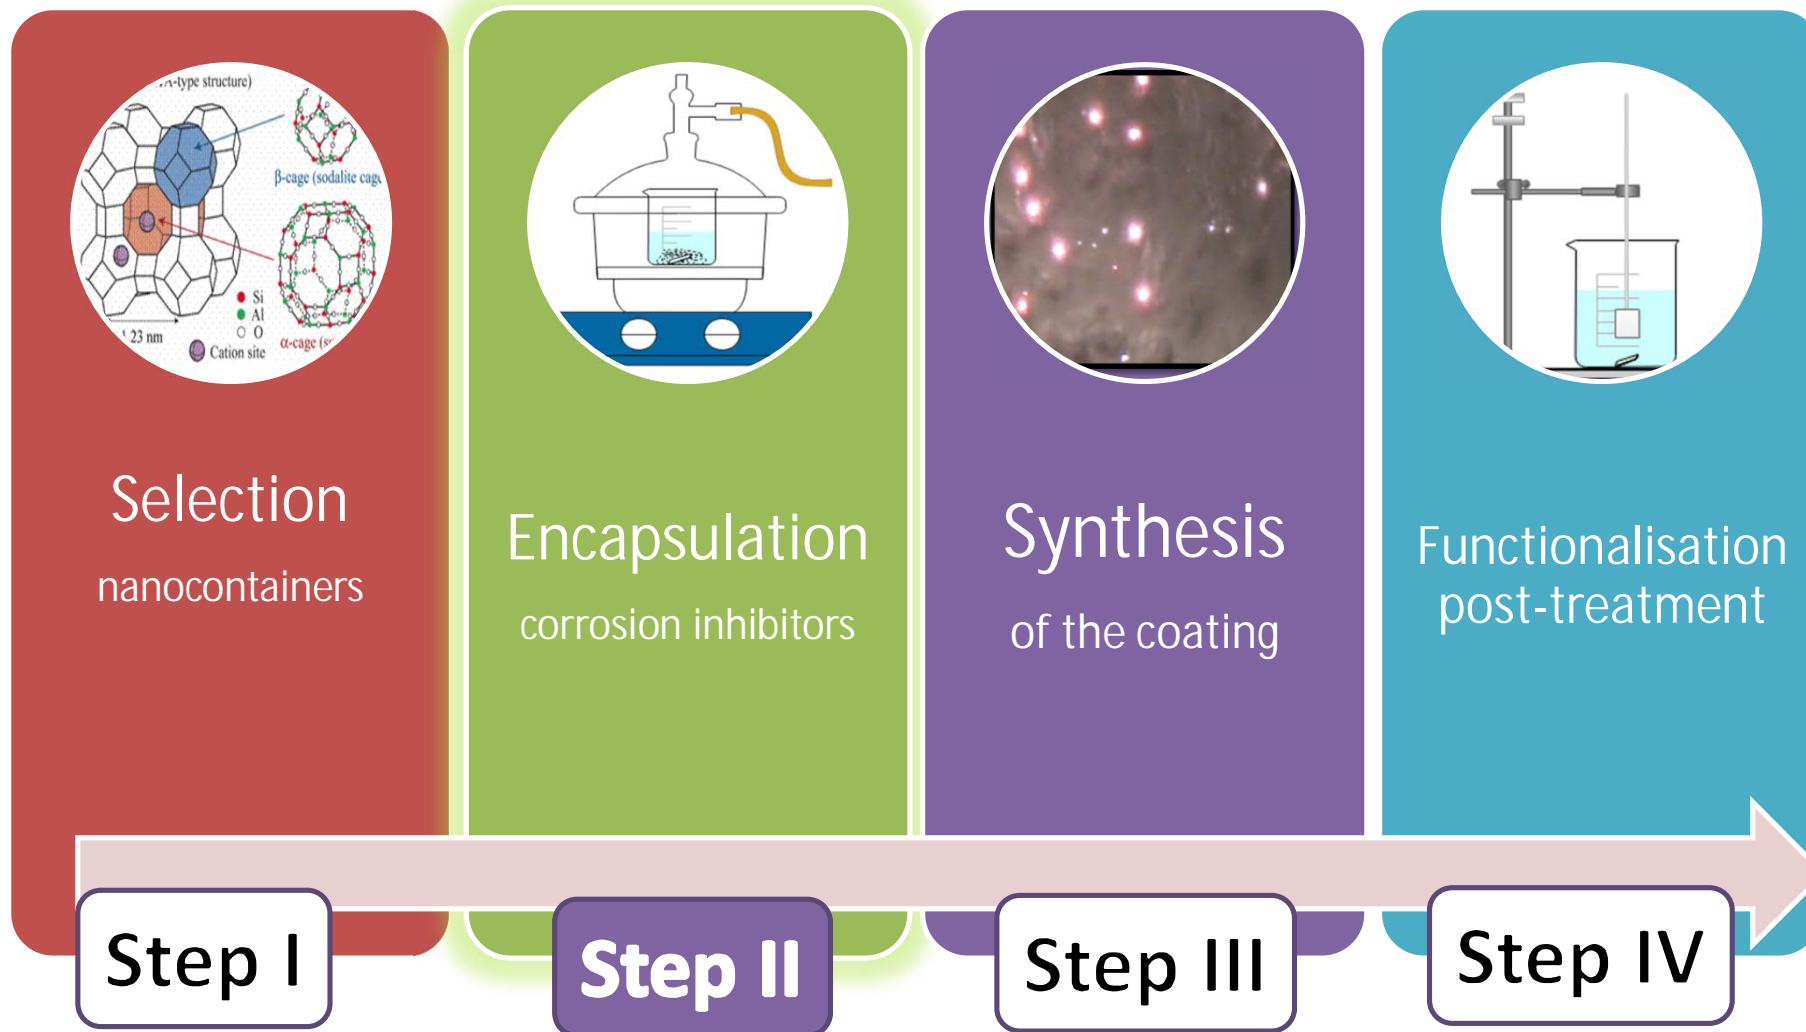 -type structure)
β-cage (sodalite cage
Si
Al
O
1.23 nm
Cation site
α-cage (s
Selection
nanocontainers
Encapsulation
corrosion inhibitors
Synthesis
of the coating
Functionalisation
post-treatment
Step I
Step II
Step III
Step IV